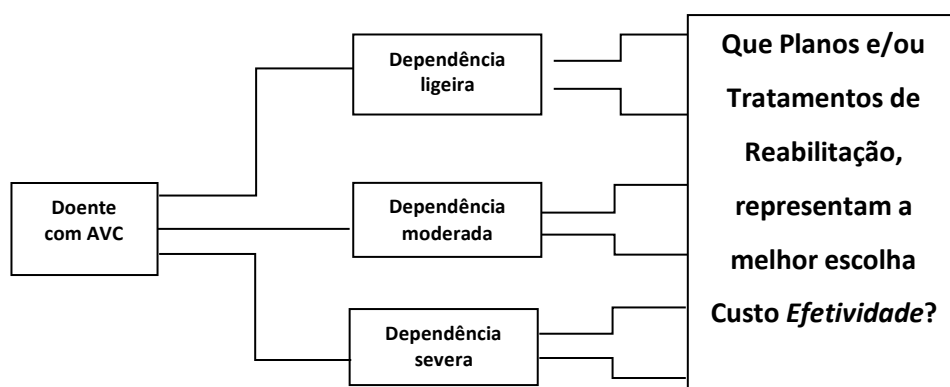 Doente
com AVC
Dependência
ligeira
Dependência
moderada
Dependência
severa
Que Planos e/ou
Tratamentos de
Reabilitação,
representam a
melhor escolha
Custo Efetividade?